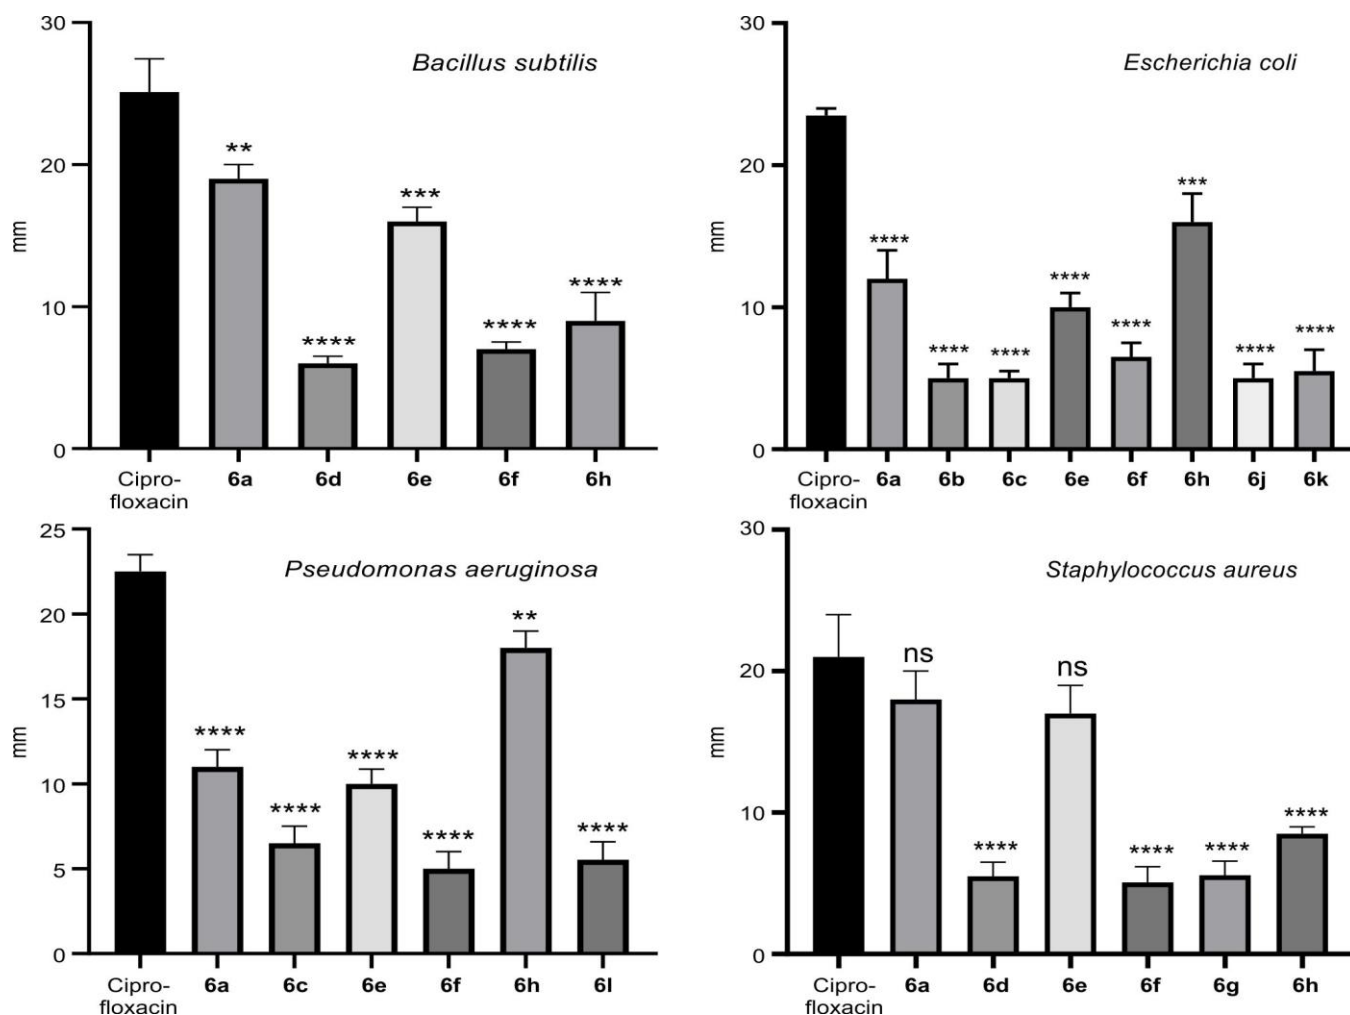 Bacillus subtilis
30
20
10
0
mm
**
****
***
****
****
Cipro-
floxacin
6a
6d
6e
6f
6h
Escherichia coli
30
20
10
0
mm
****
****
****
****
****
***
****
****
Cipro-
floxacin
6a
6b
6c
6e
6f
6h
6j
6k
Pseudomonas aeruginosa
25
20
15
10
5
0
mm
****
****
****
****
**
****
Cipro-
floxacin
6a
6c
6e
6f
6h
6l
Staphylococcus aureus
30
20
10
0
mm
ns
****
ns
****
****
****
Cipro-
floxacin
6a
6d
6e
6f
6g
6h